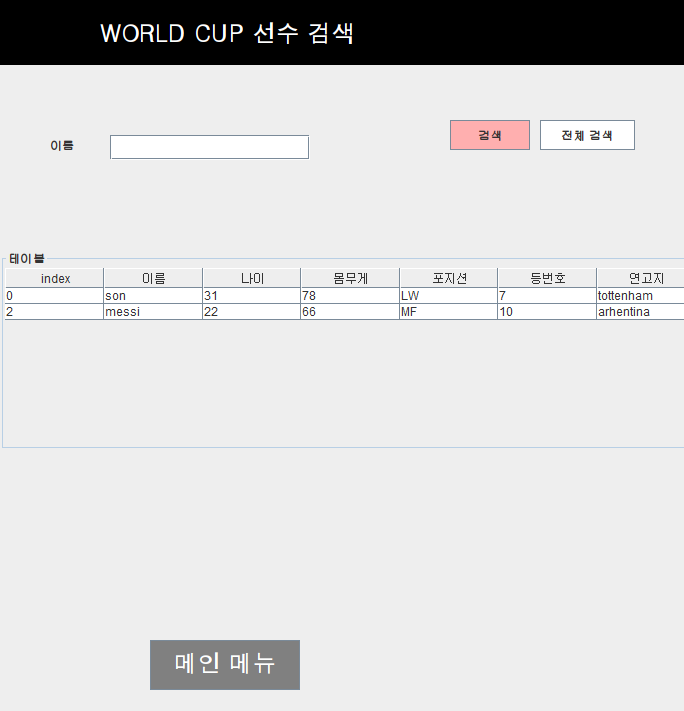 WORLD CUP 선수 검색
이름
검색 전체 검색
테이블
index 이름 나이 몸무게 포지션 등번호 연고지
0 son 31 78 LW 7 tottenham
2 messi 22 66 MF 10 arhentina
메인 메뉴